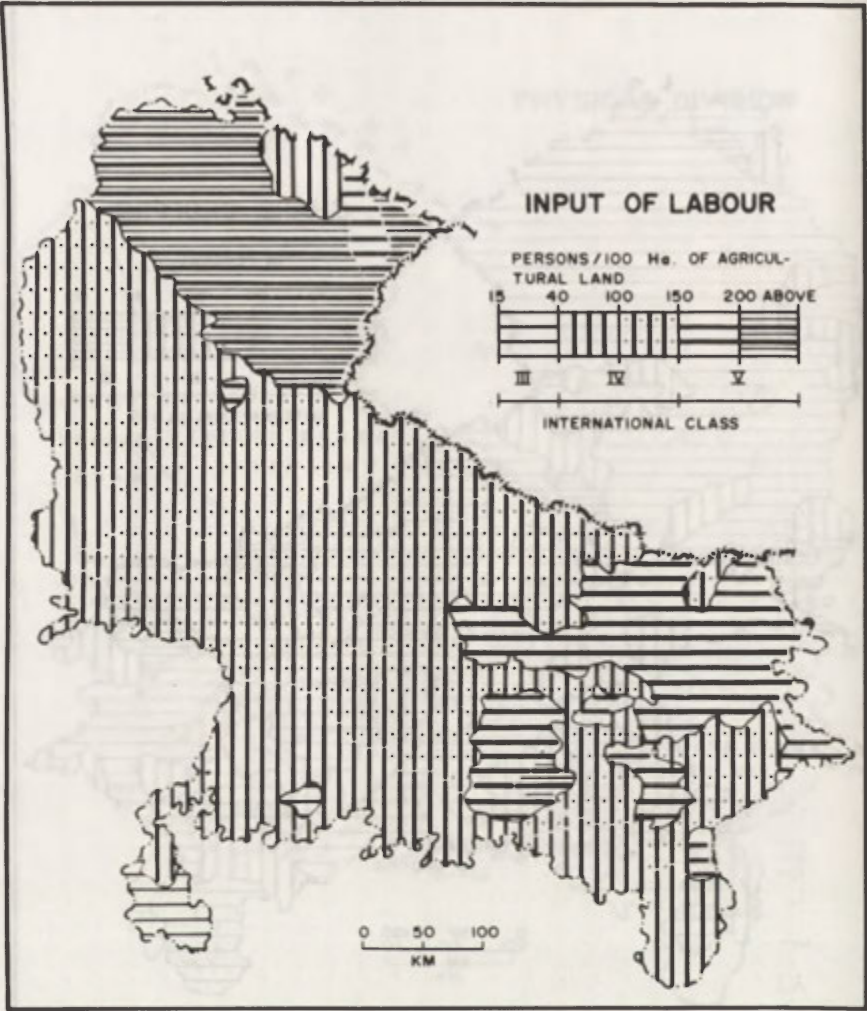 INPUT OF LABOUR
PERSONS/100 Ha. OF AGRICUL-
TURAL LAND
15 40 100 150 200 ABOVE
III IV V
INTERNATIONAL CLASS
0 50 100
KM